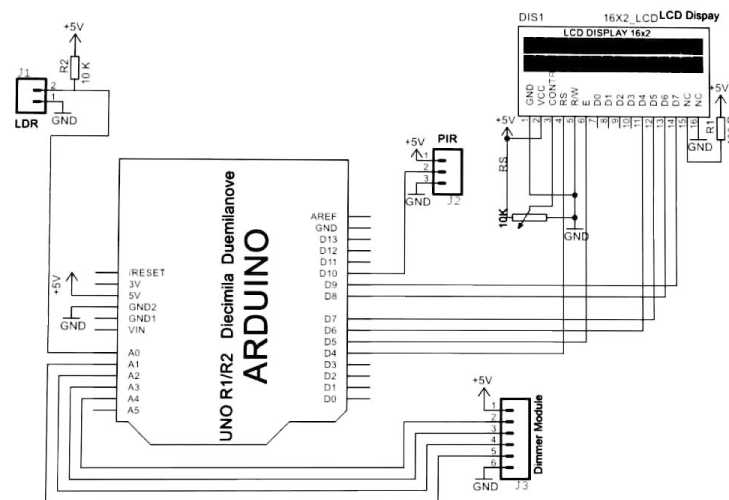 DIS1 16X2_LCD LCD Dispay
LCD DISPLAY 16x2
GND VCC CONTR RS R/W E D0 D1 D2 D3 D4 D5 D6 D7 NC NC
1 2 3 4 5 6 7 8 9 10 11 12 13 14 15 16
+5V
R1
GND
+5V
RS
10K
GND
GND
+5V
R2
10 K
J1
2
1
GND
LDR
+5V
PIR
1
2
3
GND
J2
UNO R1/R2 Diecimila Duemilanove
ARDUINO
/RESET
3V
5V
GND2
GND1
VIN
A0
A1
A2
A3
A4
A5
+5V
GND
AREF
GND
D13
D12
D11
D10
D9
D8
D7
D6
D5
D4
D3
D2
D1
D0
+5V
1
2
3
4
5
6
GND
J3
Dimmer Module